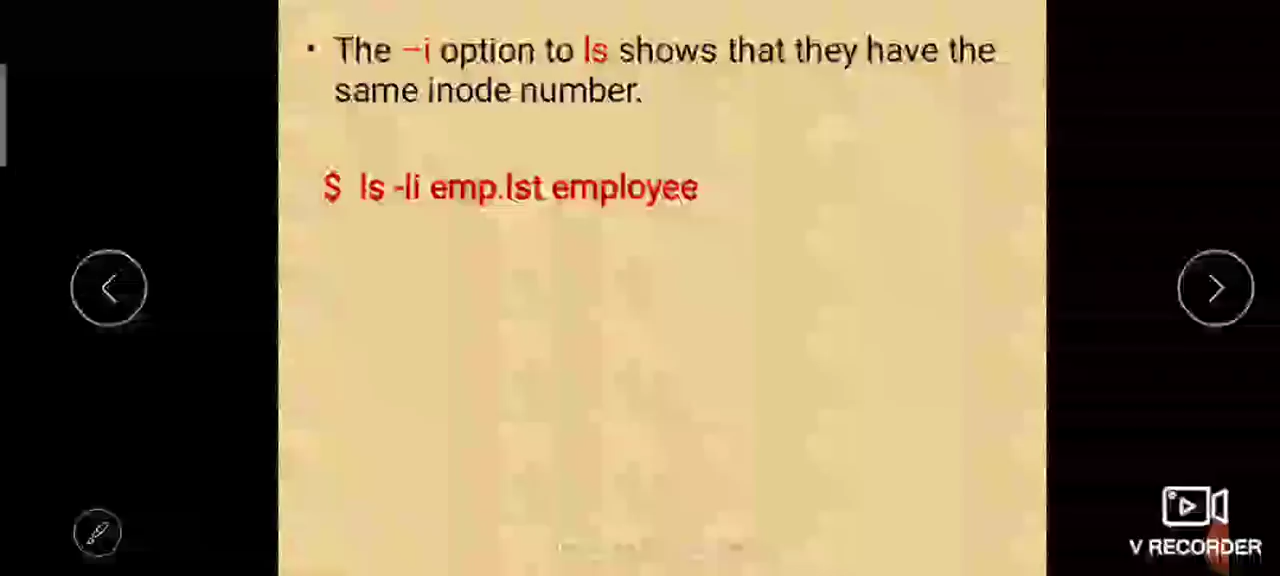 • The –i option to ls shows that they have the
same inode number.
$ ls -li emp.lst employee
V RECORDER